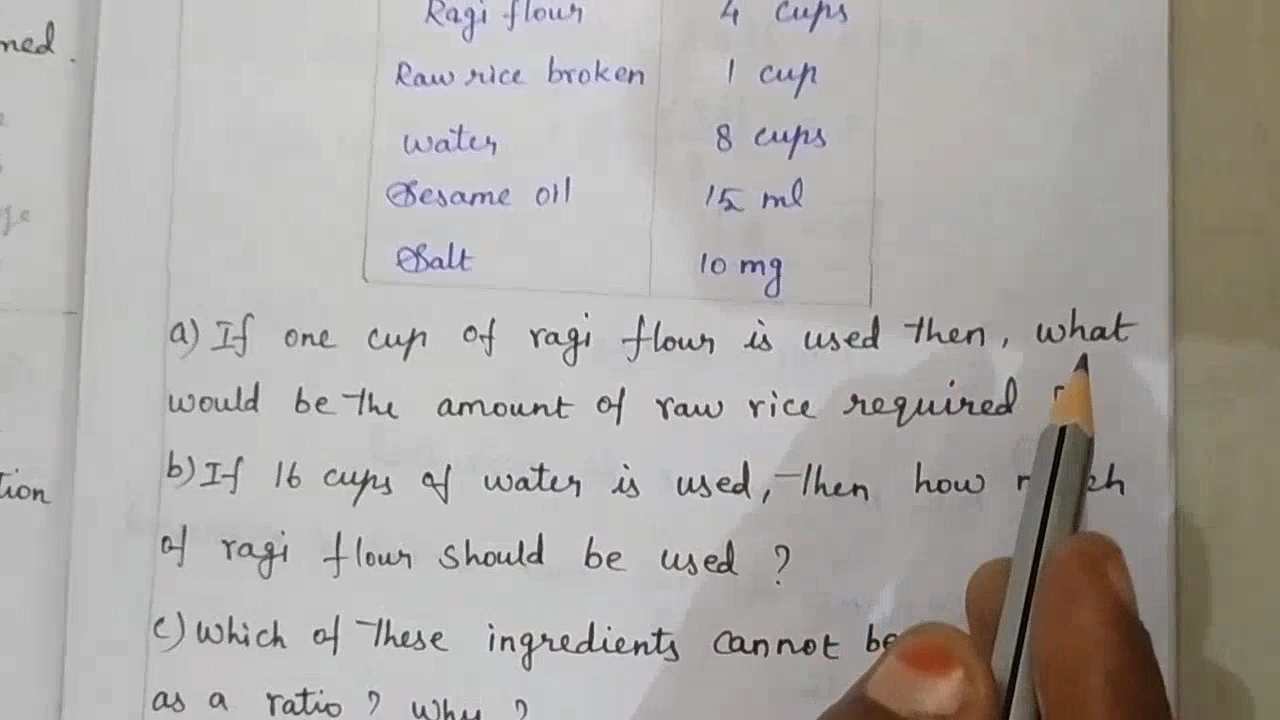 Ragi flour 4 cups
ned.
Raw rice broken 1 cup
water 8 cups
Sesame oil 15 ml
Salt 10 mg
a) If one cup of ragi flour is used then, what
would be the amount of raw rice required
b) If 16 cups of water is used, then how
tion
of ragi flour should be used ?
c) Which of these ingredients cannot be
as a ratio ? Why ?